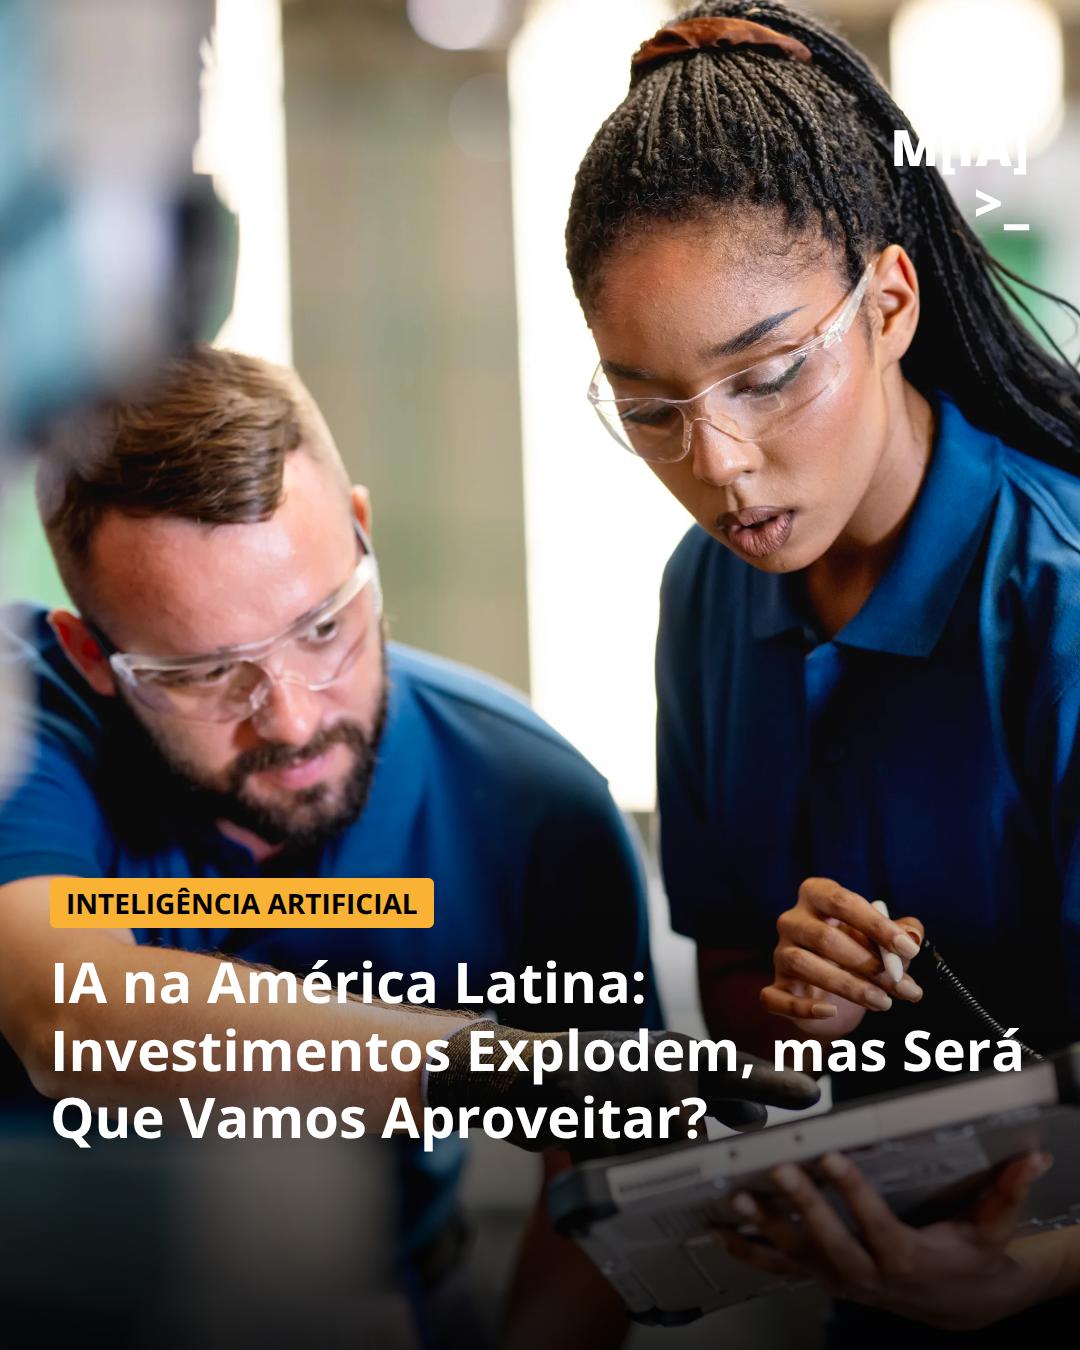 M[IA]
>_
INTELIGÊNCIA ARTIFICIAL
IA na América Latina:
Investimentos Explodem, mas Será
Que Vamos Aproveitar?